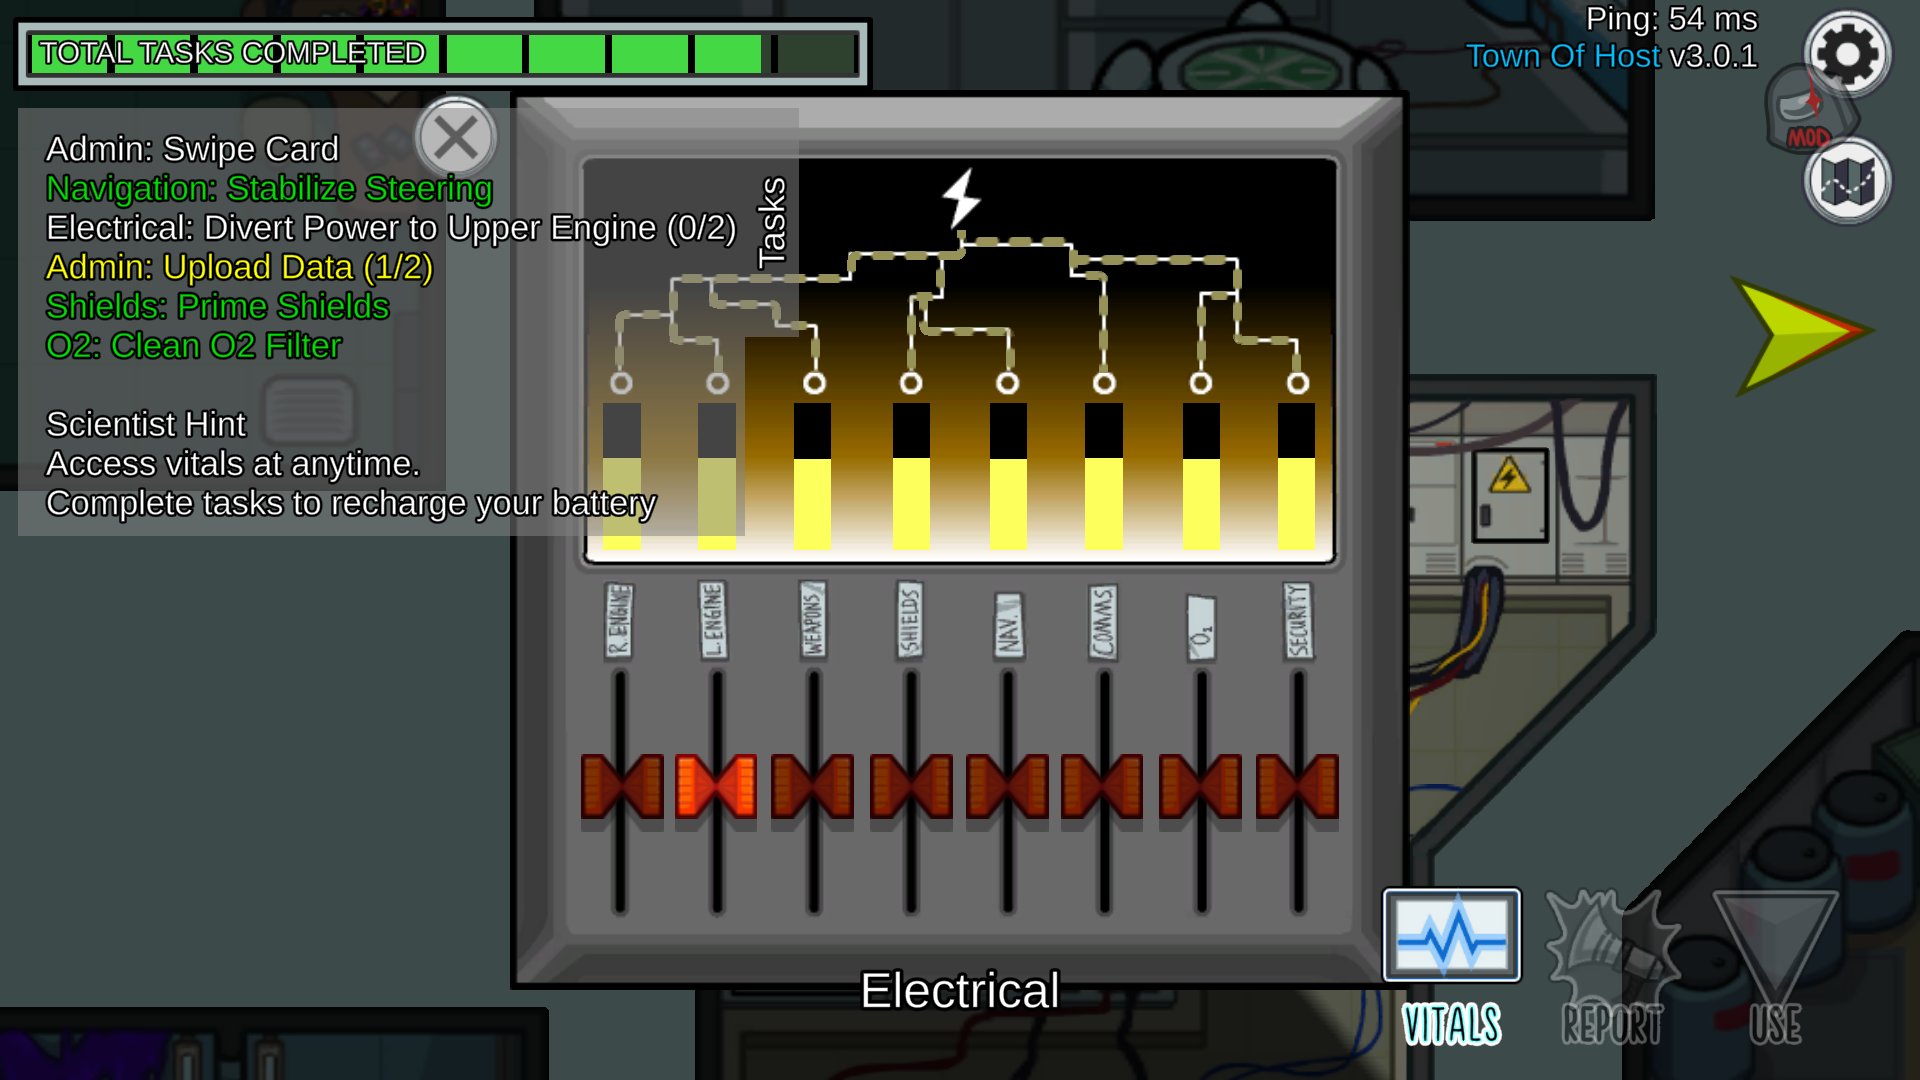 TOTAL TASKS COMPLETED
Ping: 54 ms
Town Of Host v3.0.1
MOD
Admin: Swipe Card
Navigation: Stabilize Steering
Electrical: Divert Power to Upper Engine (0/2)
Admin: Upload Data (1/2)
Shields: Prime Shields
O2: Clean O2 Filter
Tasks
Scientist Hint
Access vitals at anytime.
Complete tasks to recharge your battery
R. ENGINE
L. ENGINE
WEAPONS
SHIELDS
NAV.
COMMS
O2
SECURITY
Electrical
VITALS
REPORT
USE